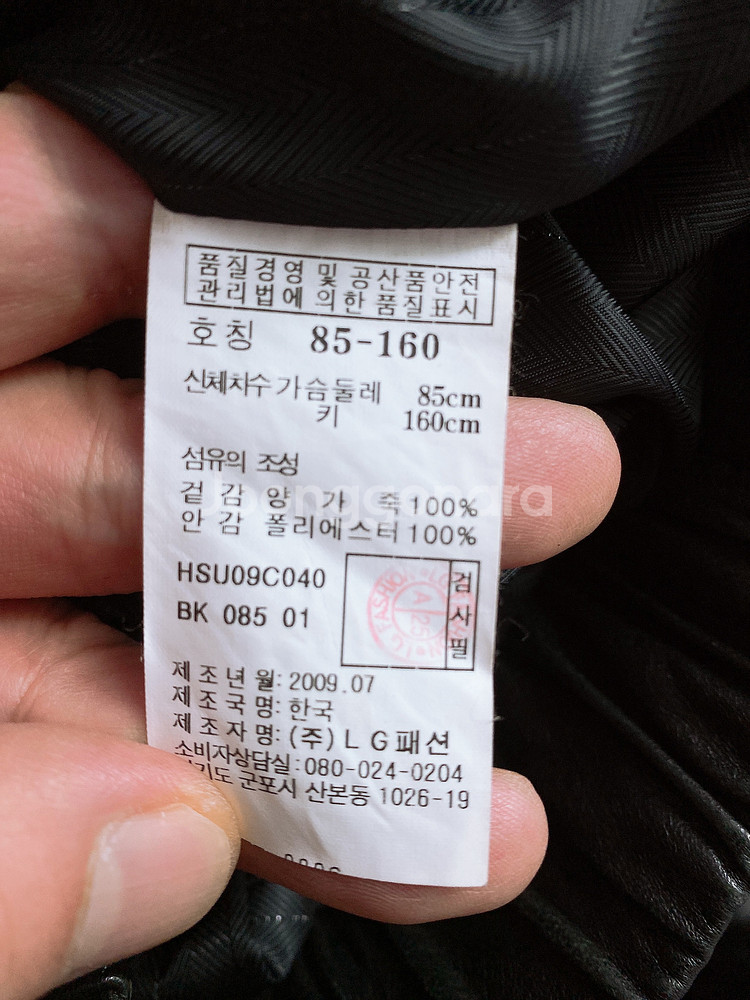 품질경영 및 공산품안전
관리법에 의한 품질표시
호칭 85-160
신체치수 가슴둘레 85cm
키 160cm
섬유의 조성
겉감 양가죽 100%
안감 폴리에스터 100%
HSU09C040
BK 085 01
검사필
제조년월: 2009.07
제조국명: 한국
제조자명: (주) LG패션
소비자상담실: 080-024-0204
군포시 산본동 1026-19
Joonggonara